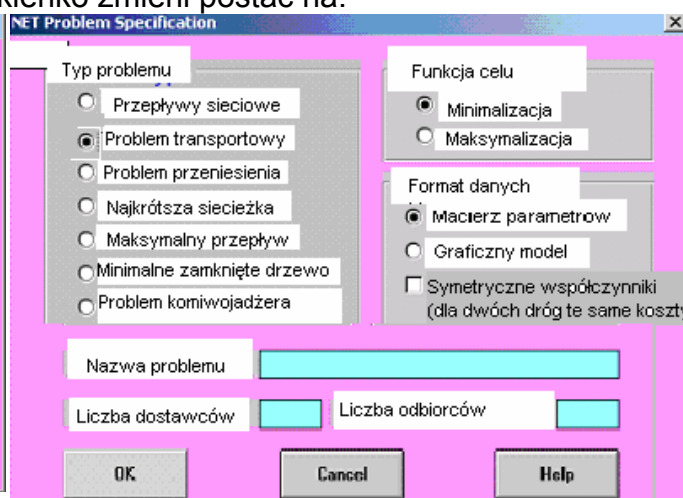 kienko zmieni postać na:
NET Problem Specification
Typ problemu
Przepływy sieciowe
Problem transportowy
Problem przeniesienia
Najkrótsza siecieżka
Maksymalny przepływ
Minimalne zamknięte drzewo
Problem komiwojadżera
Funkcja celu
Minimalizacja
Maksymalizacja
Format danych
Macierz parametrow
Graficzny model
Symetryczne współczynniki
(dla dwóch dróg te same koszty
Nazwa problemu
Liczba dostawców
Liczba odbiorców
OK
Cancel
Help